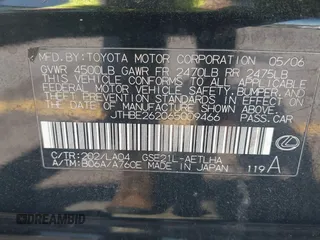 MFD. BY: TOYOTA MOTOR CORPORATION 05/06
GVWR 4500LB GAWR FR 2470LB RR 2475LB
THIS VEHICLE CONFORMS TO ALL APPLICABLE
FEDERAL MOTOR VEHICLE SAFETY, BUMPER, AND
THEFT PREVENTION STANDARDS IN EFFECT ON THE DATE
OF MANUFACTURE SHOWN ABOVE.
JTHBE262065009466 PASS. CAR
C/TR: 202/LA04 GSE21L-AETLHA
A/TM: B06A/A760E MADE IN JAPAN
119A
EPICBID